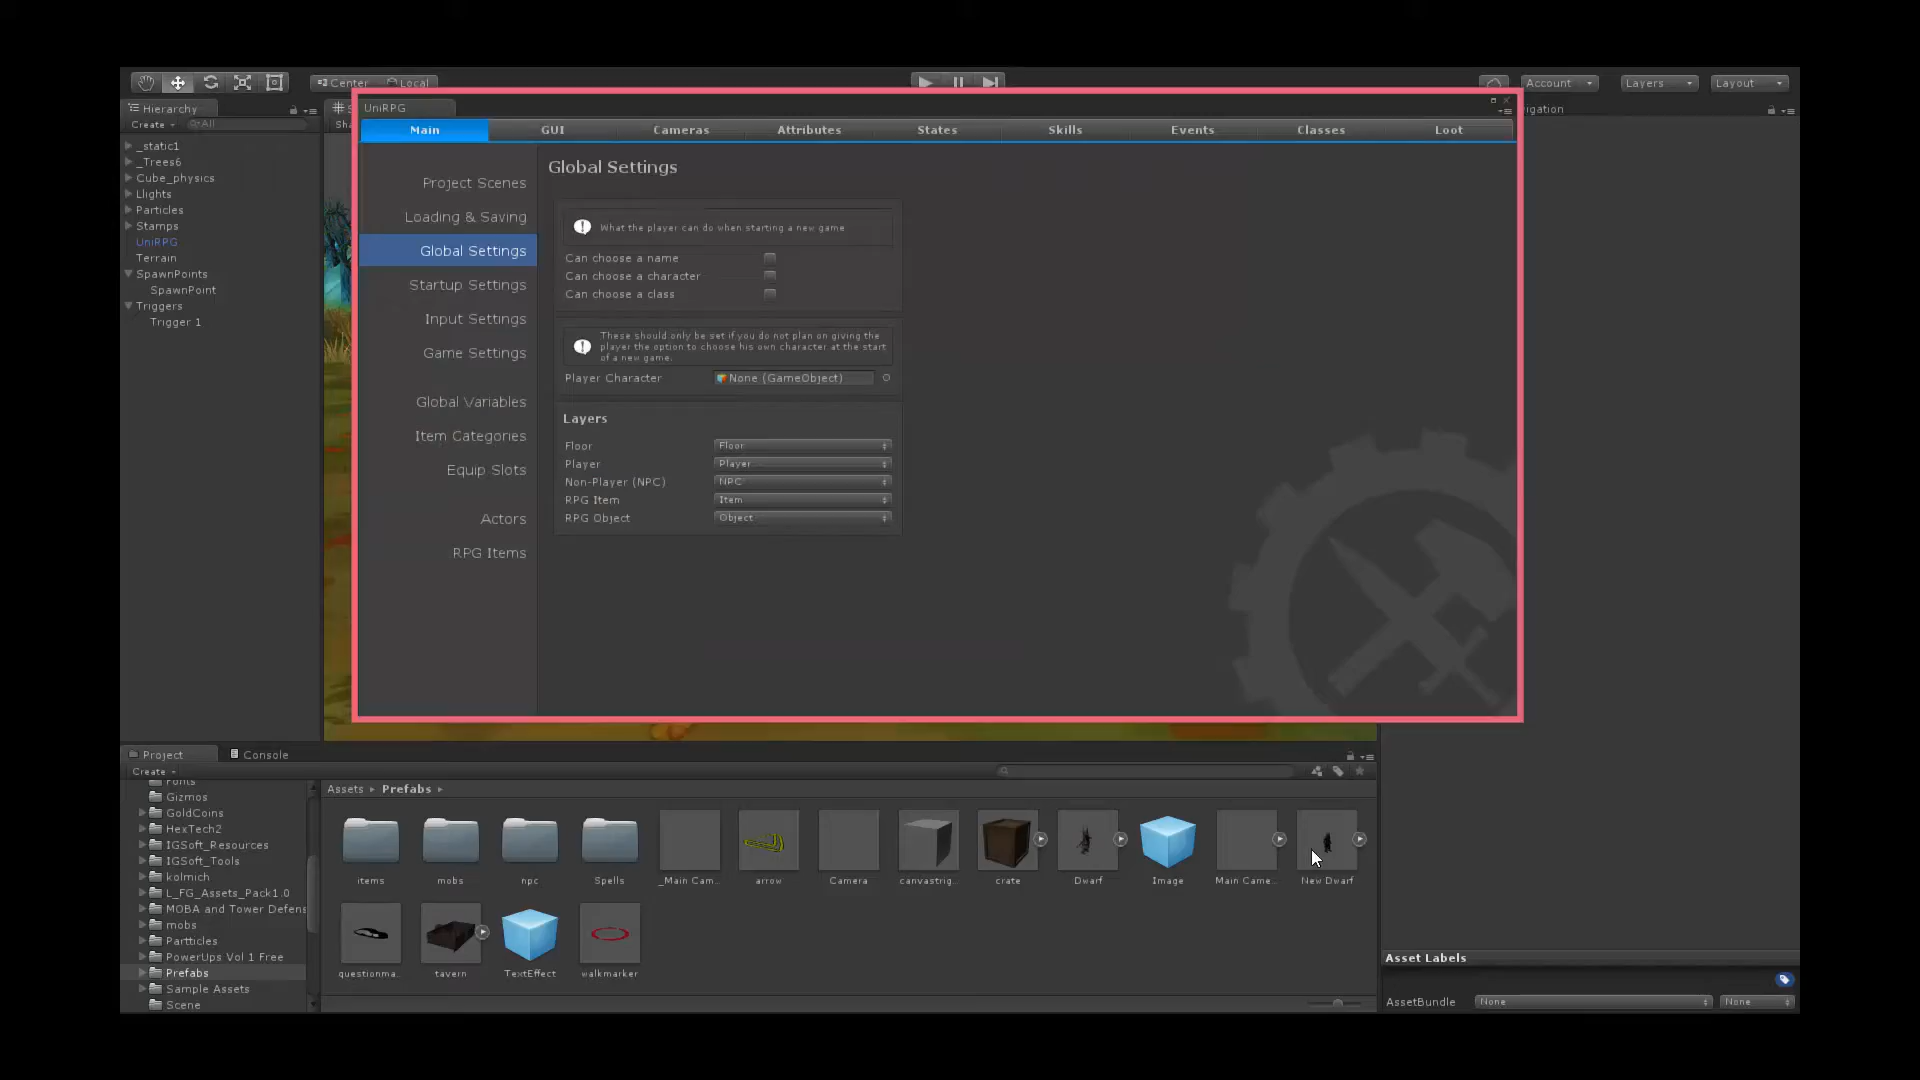 Center
Local
Account
Layers
Layout
Hierarchy
Create
All
_static1
_Trees6
Cube_physics
Llights
Particles
Stamps
UniRPG
Terrain
SpawnPoints
SpawnPoint
Triggers
Trigger 1
UniRPG
Main
GUI
Cameras
Attributes
States
Skills
Events
Classes
Loot
Project Scenes
Loading & Saving
Global Settings
Startup Settings
Input Settings
Game Settings
Global Variables
Item Categories
Equip Slots
Actors
RPG Items
Global Settings
What the player can do when starting a new game
Can choose a name
Can choose a character
Can choose a class
These should only be set if you do not plan on giving the
player the option to choose his own character at the start
of a new game.
Player Character
None (GameObject)
Layers
Floor
Floor
Player
Player
Non-Player (NPC)
NPC
RPG Item
Item
RPG Object
Object
igation
Project
Console
Create
Fonts
Gizmos
GoldCoins
HexTech2
IGSoft_Resources
IGSoft_Tools
kolmich
L_FG_Assets_Pack1.0
MOBA and Tower Defens
mobs
Partticles
PowerUps Vol 1 Free
Prefabs
Sample Assets
Scene
Assets
Prefabs
items
mobs
npc
Spells
_Main Cam...
arrow
Camera
canvastrig...
crate
Dwarf
Image
Main Came...
New Dwarf
questionma...
tavern
TextEffect
walkmarker
Asset Labels
AssetBundle
None
None